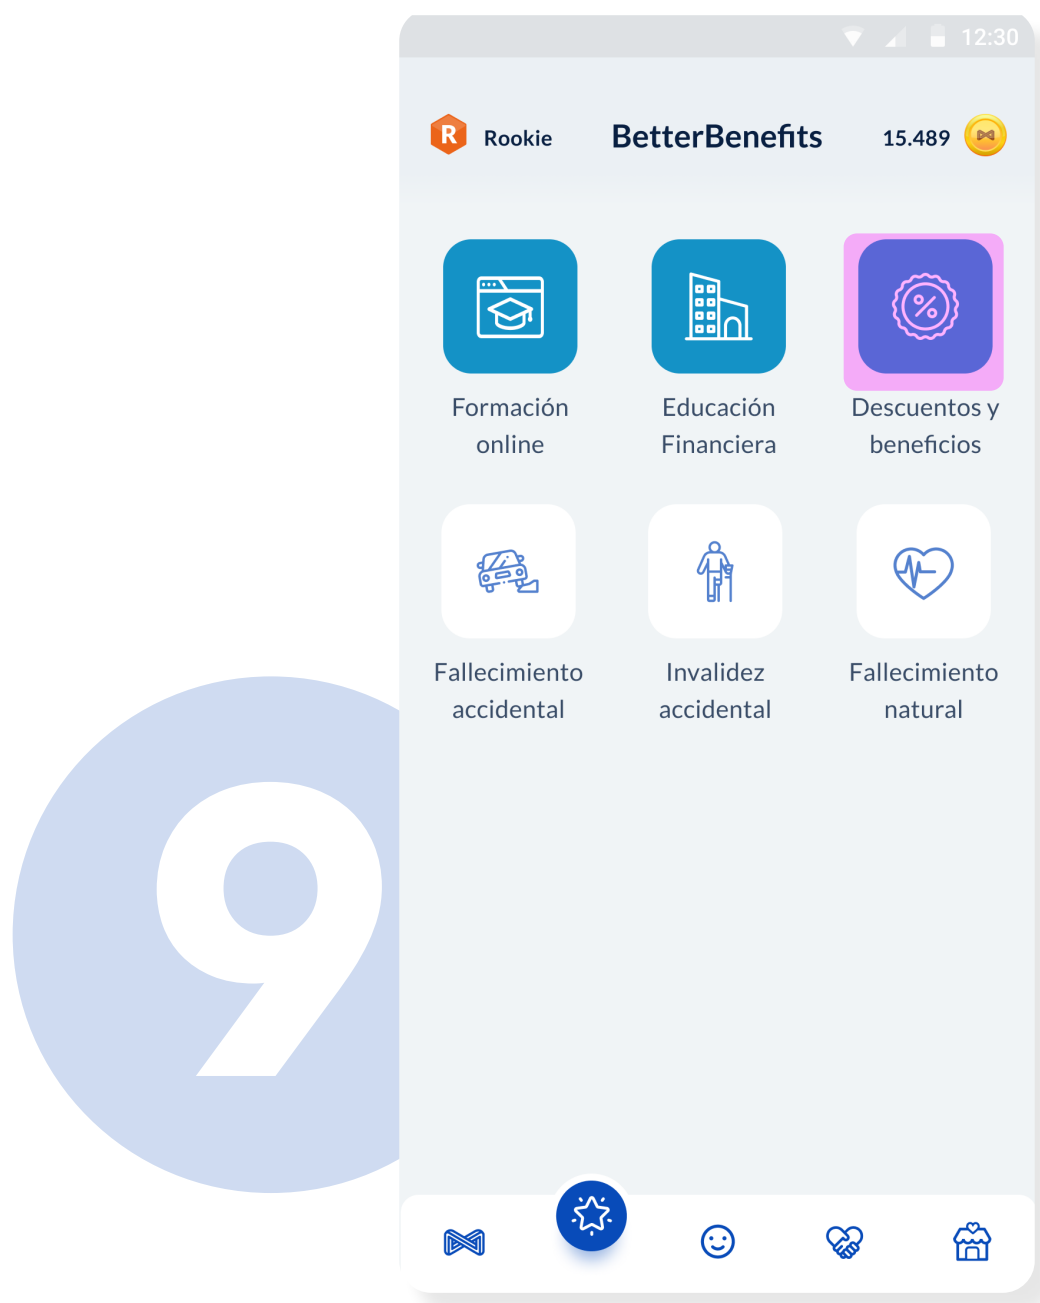 12:30
R Rookie BetterBenefits 15.489
Formación
online
Educación
Financiera
%
Descuentos y
beneficios
Fallecimiento
accidental
Invalidez
accidental
Fallecimiento
natural
9